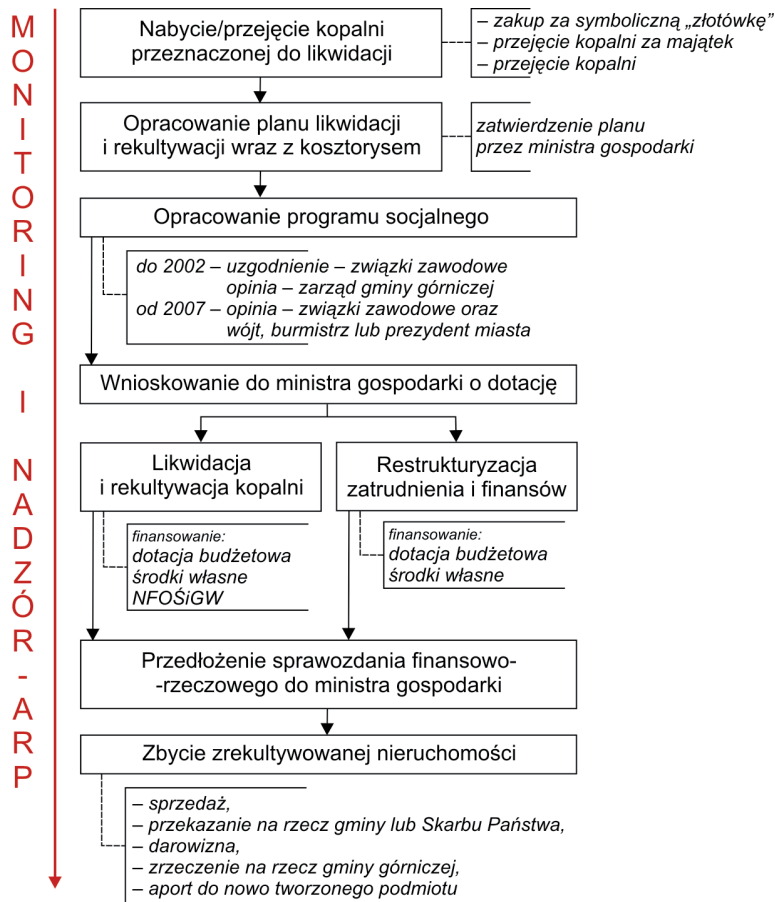 MONITORING I NADZÓR-ARP
Nabycie/przejęcie kopalni
przeznaczonej do likwidacji
– zakup za symboliczną „złotówkę”
– przejęcie kopalni za majątek
– przejęcie kopalni
Opracowanie planu likwidacji
i rekultywacji wraz z kosztorysem
zatwierdzenie planu
przez ministra gospodarki
Opracowanie programu socjalnego
do 2002 – uzgodnienie – związki zawodowe
opinia – zarząd gminy górniczej
od 2007 – opinia – związki zawodowe oraz
wójt, burmistrz lub prezydent miasta
Wnioskowanie do ministra gospodarki o dotację
Likwidacja
i rekultywacja kopalni
finansowanie:
dotacja budżetowa
środki własne
NFOŚiGW
Restrukturyzacja
zatrudnienia i finansów
finansowanie:
dotacja budżetowa
środki własne
Przedłożenie sprawozdania finansowo-
-rzeczowego do ministra gospodarki
Zbycie zrekultywowanej nieruchomości
– sprzedaż,
– przekazanie na rzecz gminy lub Skarbu Państwa,
– darowizna,
– zrzeczenie na rzecz gminy górniczej,
– aport do nowo tworzonego podmiotu